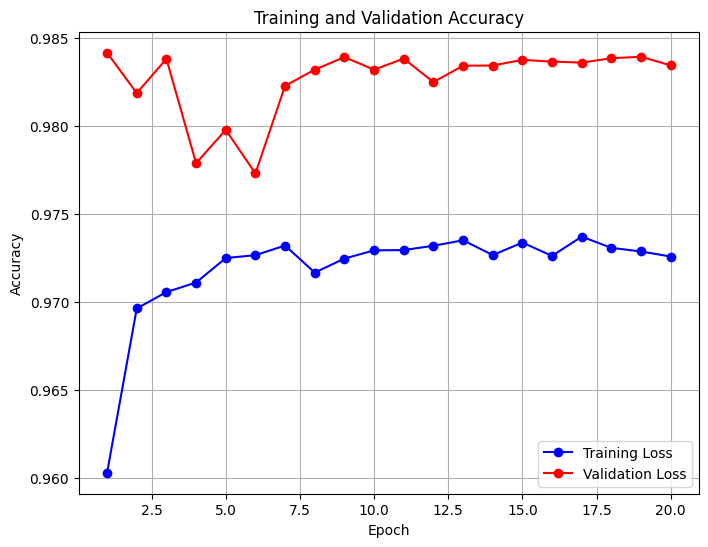 Training and Validation Accuracy
0.985
0.980
0.975
0.970
0.965
0.960
Accuracy
Training Loss
Validation Loss
2.5 5.0 7.5 10.0 12.5 15.0 17.5 20.0
Epoch